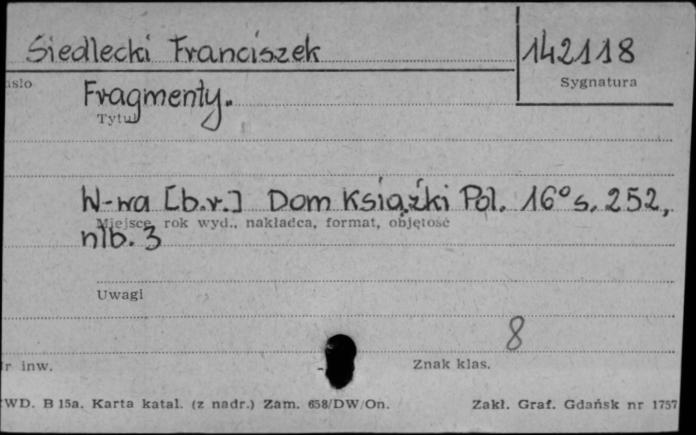 Siedlecki Franciszek 142118
Sygnatura
Fragmenty.
Tytuł
W-wa [b.r.] Dom Książki Pol. 16° s. 252,
Miejsce, rok wyd., nakładca, format, objętość
nlb. 3
Uwagi
8
inw. Znak klas.
WD. B 15a. Karta katal. (z nadr.) Zam. 658/DW/On. Zakł. Graf. Gdańsk nr 1757